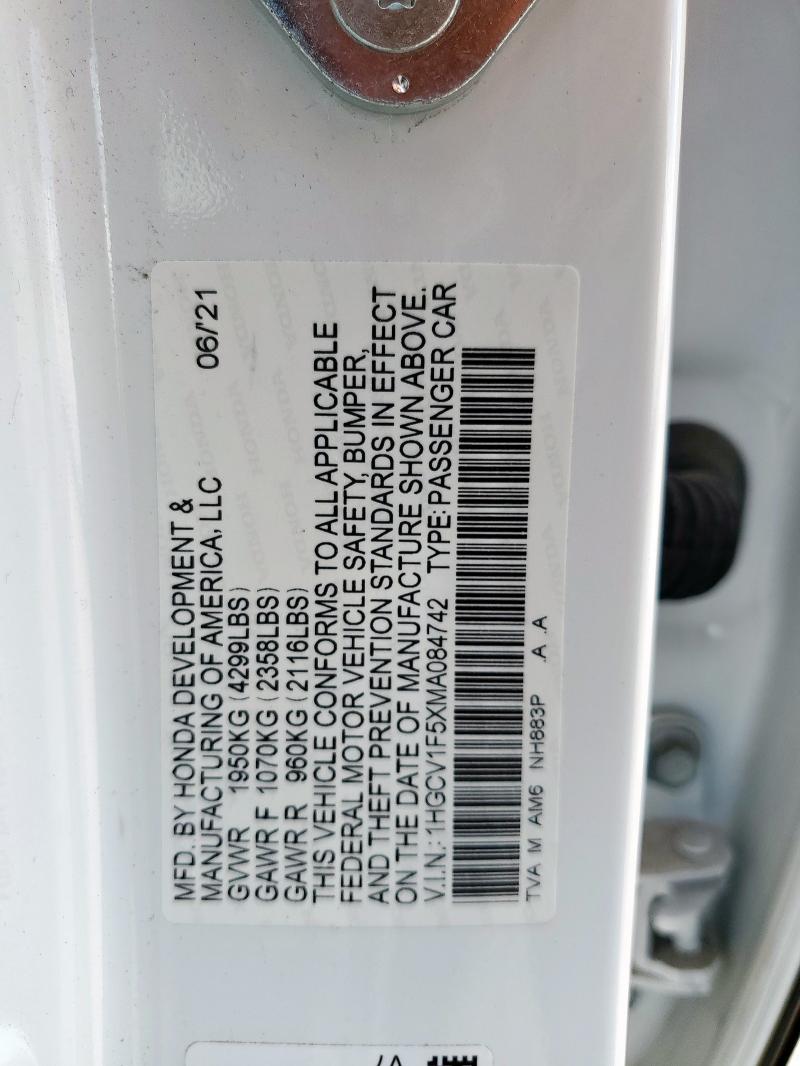 MFD. BY HONDA DEVELOPMENT &
MANUFACTURING OF AMERICA, LLC 06/'21
GVWR 1950KG (4299LBS)
GAWR F 1070KG (2358LBS)
GAWR R 960KG (2116LBS)
THIS VEHICLE CONFORMS TO ALL APPLICABLE
FEDERAL MOTOR VEHICLE SAFETY, BUMPER,
AND THEFT PREVENTION STANDARDS IN EFFECT
ON THE DATE OF MANUFACTURE SHOWN ABOVE.
V.I.N.: 1HGCV1F5XMA084742 TYPE: PASSENGER CAR
TVA M AM6 NH883P .A .A